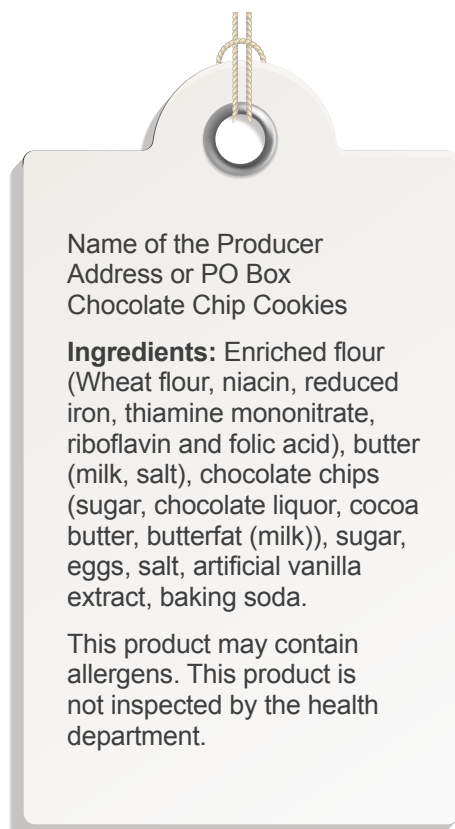 Name of the Producer
Address or PO Box
Chocolate Chip Cookies
Ingredients: Enriched flour
(Wheat flour, niacin, reduced
iron, thiamine mononitrate,
riboflavin and folic acid), butter
(milk, salt), chocolate chips
(sugar, chocolate liquor, cocoa
butter, butterfat (milk)), sugar,
eggs, salt, artificial vanilla
extract, baking soda.
This product may contain
allergens. This product is
not inspected by the health
department.